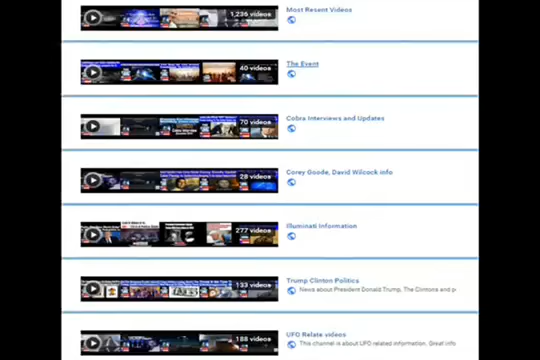 1,236 videos
Most Recent Videos
40 videos
The Event
70 videos
Cobra Interviews and Updates
28 videos
Corey Goode, David Wilcock info
277 videos
Illuminati Information
133 videos
Trump Clinton Politics
News about President Donald Trump, The Clintons and p
188 videos
UFO Relate videos
This channel is about UFO related information. Great info